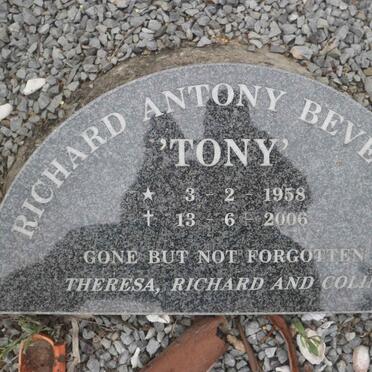 RICHARD ANTONY BEVE
'TONY'
★ 3 - 2 - 1958
† 13 - 6 - 2006
GONE BUT NOT FORGOTTEN
THERESA, RICHARD AND COLI